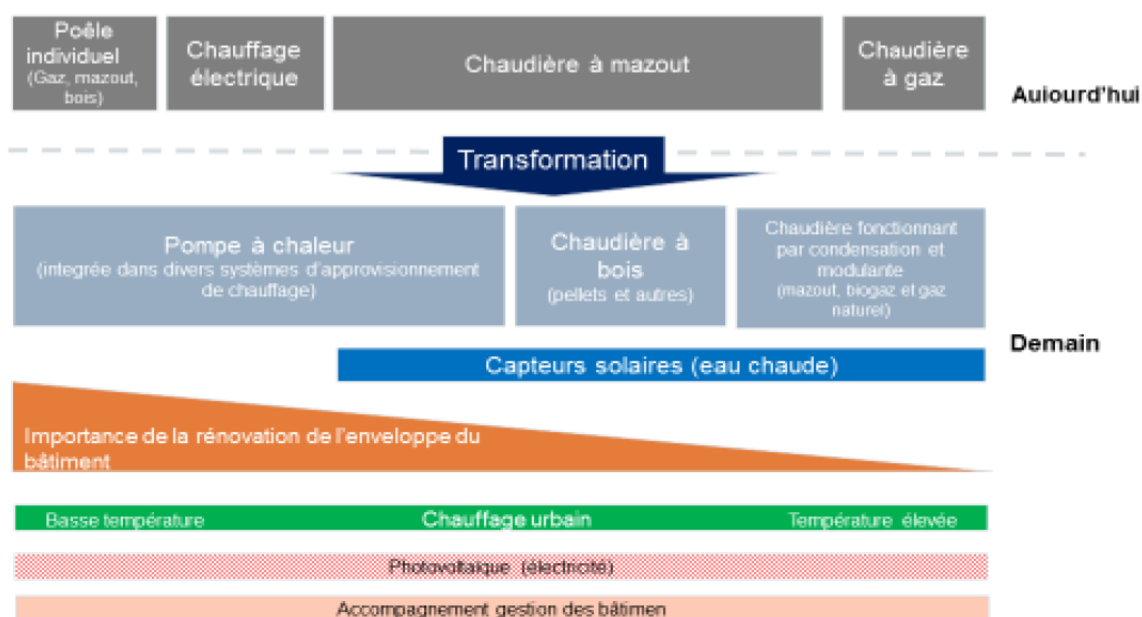 Poêle
individuel
(Gaz, mazout,
bois)
Chauffage
électrique
Chaudière à mazout
Chaudière
à gaz
Auiourd'hui
Transformation
Pompe à chaleur
(integrée dans divers systèmes d'approvisionnement
de chauffage)
Chaudière à
bois
(pellets et autres)
Chaudière fonctionnant
par condensation et
modulante
(mazout, biogaz et gaz
naturel)
Demain
Capteurs solaires (eau chaude)
Importance de la rénovation de l'enveloppe du
bâtiment
Basse température
Chauffage urbain
Température élevée
Photovoltaique (électricité)
Accompagnement gestion des bâtimen